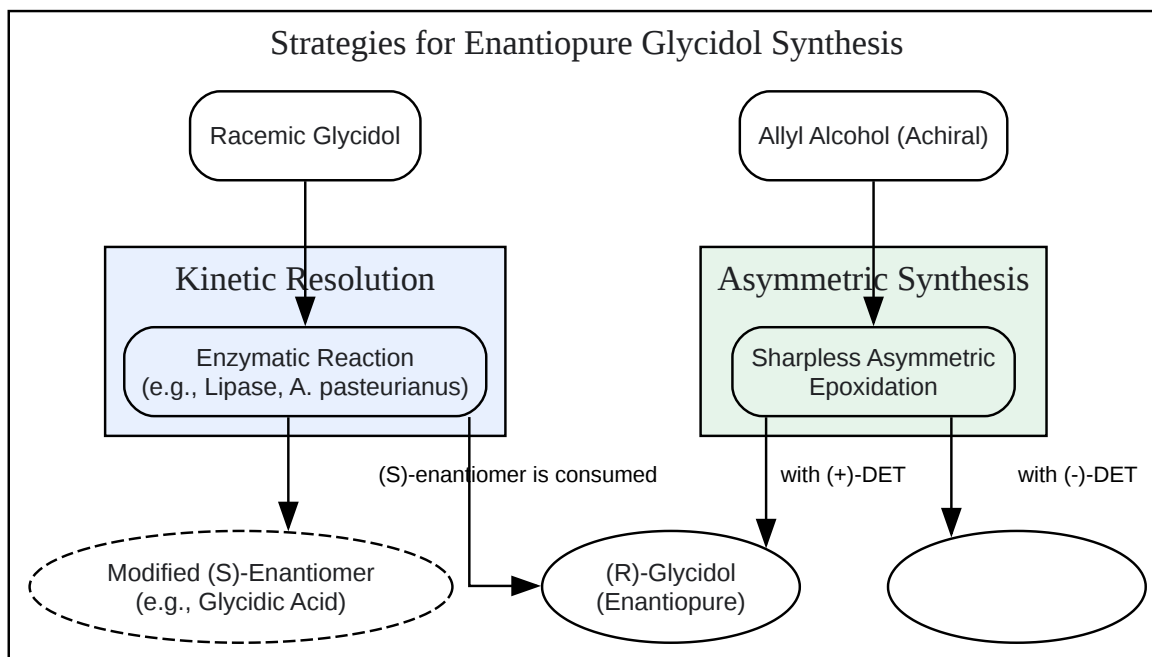 Strategies for Enantiopure Glycidol Synthesis
Racemic Glycidol
Allyl Alcohol (Achiral)
Kinetic Resolution
Asymmetric Synthesis
Enzymatic Reaction
(e.g., Lipase, A. pasteurianus)
Sharpless Asymmetric
Epoxidation
(S)-enantiomer is consumed
with (+)-DET
with (-)-DET
Modified (S)-Enantiomer
(e.g., Glycidic Acid)
(R)-Glycidol
(Enantiopure)